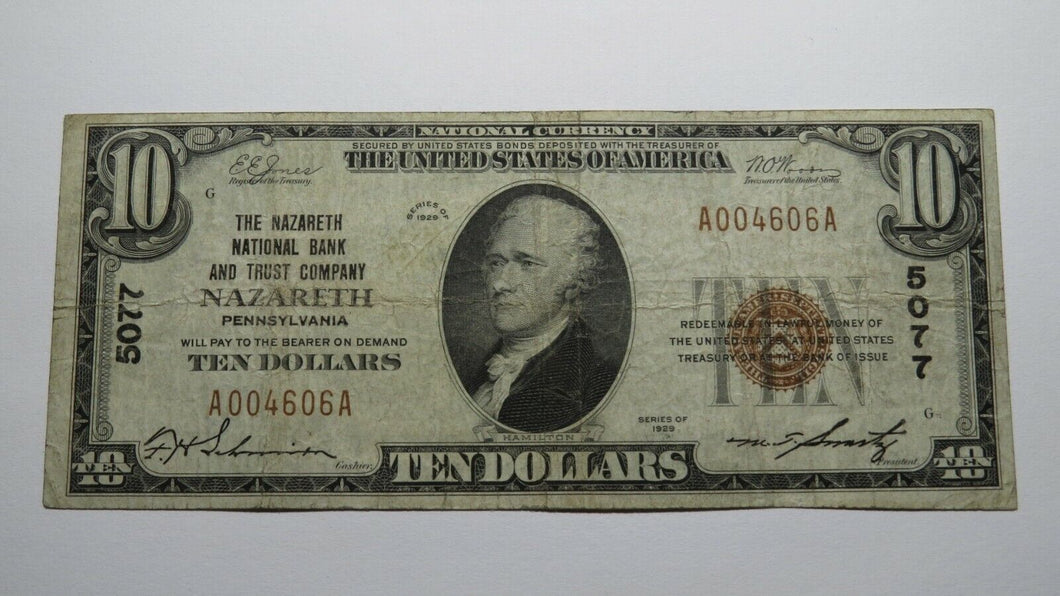 NATIONAL CURRENCY
SECURED BY UNITED STATES BONDS DEPOSITED WITH THE TREASURER OF
THE UNITED STATES OF AMERICA
10
10
E.E. Jones
Register of the Treasury.
W.O. Woods
Treasurer of the United States.
G
SERIES OF
1929
THE NAZARETH
NATIONAL BANK
AND TRUST COMPANY
NAZARETH
PENNSYLVANIA
WILL PAY TO THE BEARER ON DEMAND
TEN DOLLARS
A004606A
5077
A004606A
5077
TEN
REDEEMABLE IN LAWFUL MONEY OF
THE UNITED STATES AT UNITED STATES
TREASURY OR AT THE BANK OF ISSUE
G
SERIES OF
1929
HAMILTON
Cashier
President
TEN
10
TEN DOLLARS
TEN
10